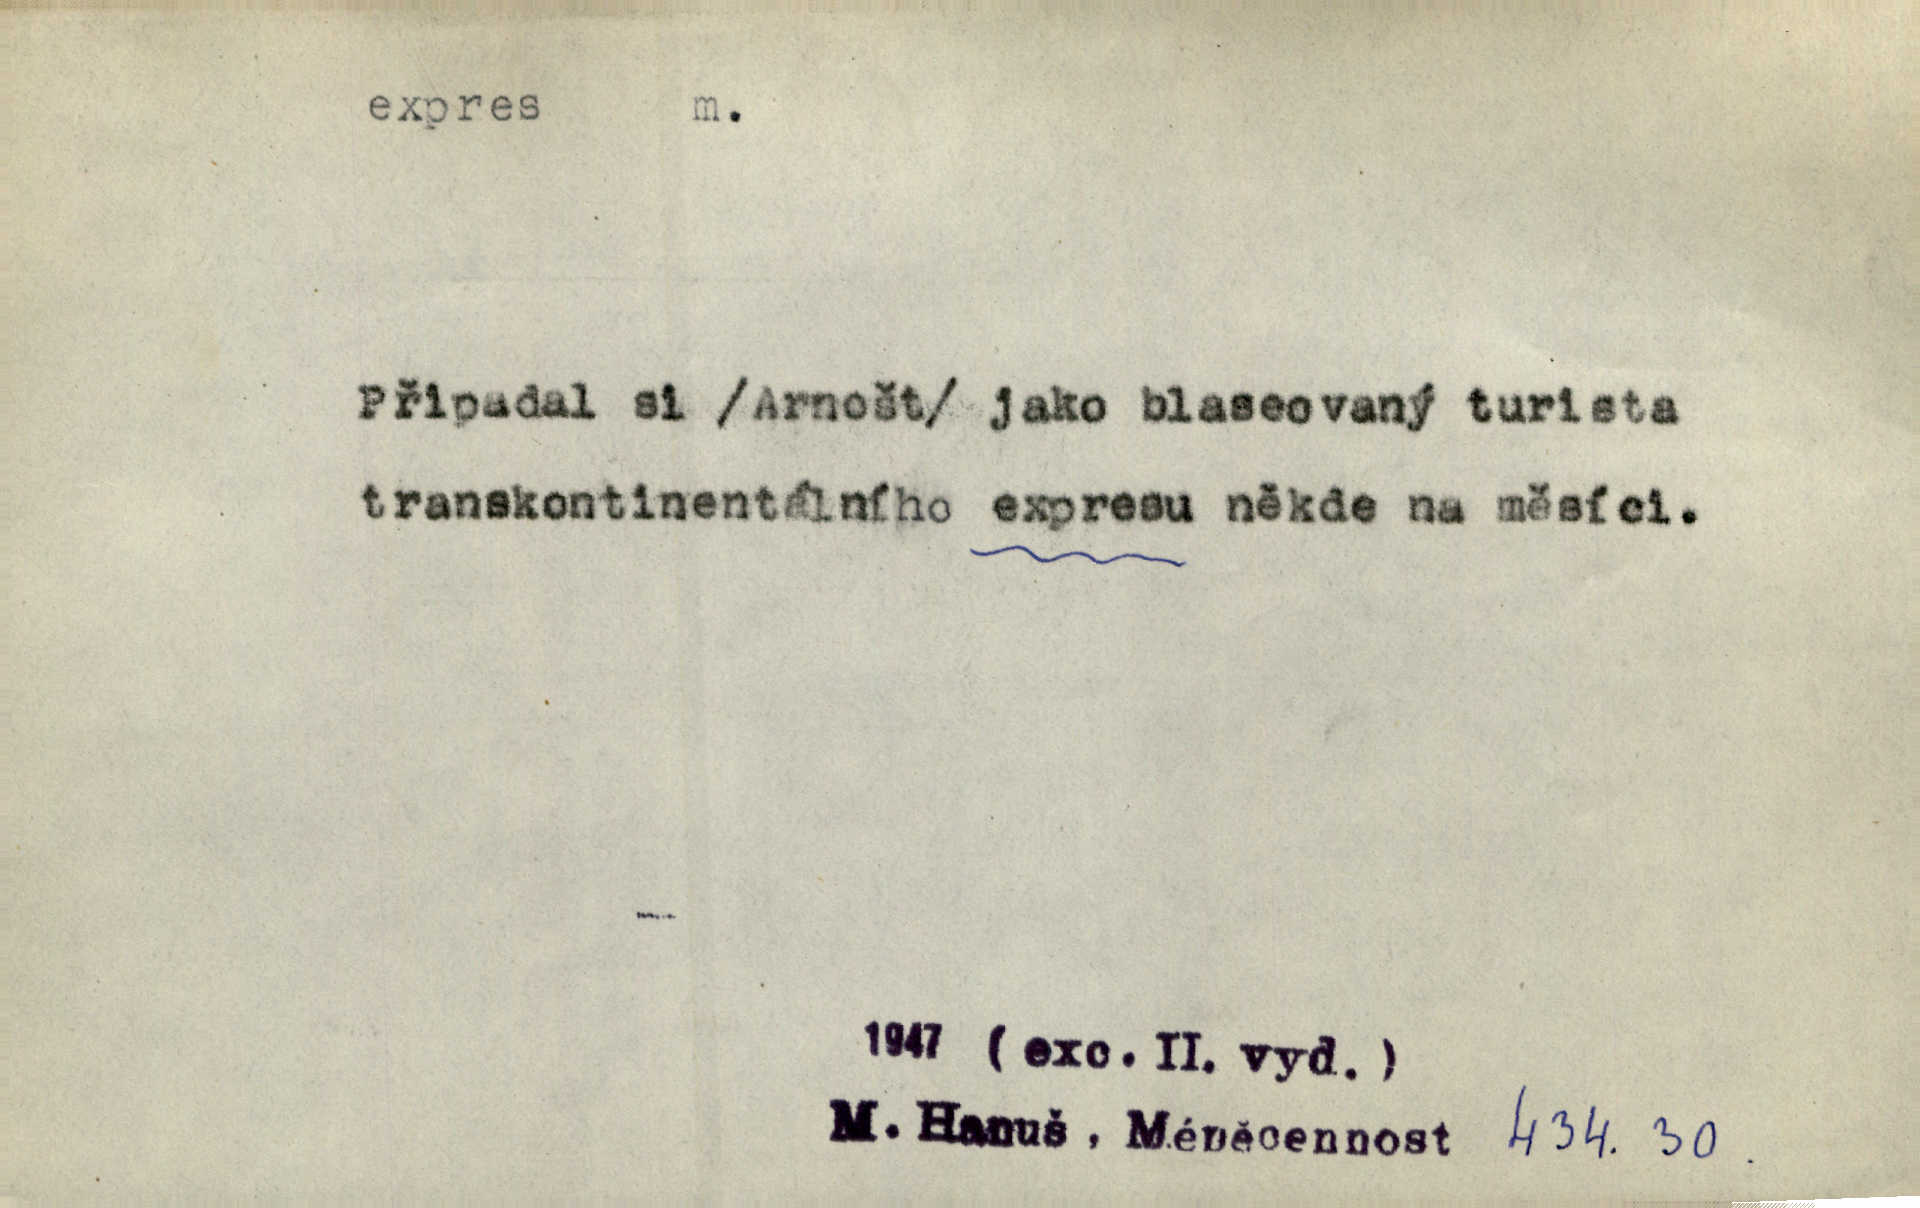 expres m.
Připadal si /Arnošt/ jako blaseovaný turista
transkontinentálního expresu někde na měsíci.
1947 (exc. II. vyd.)
M. Hanuš, Méněcennost 434. 30